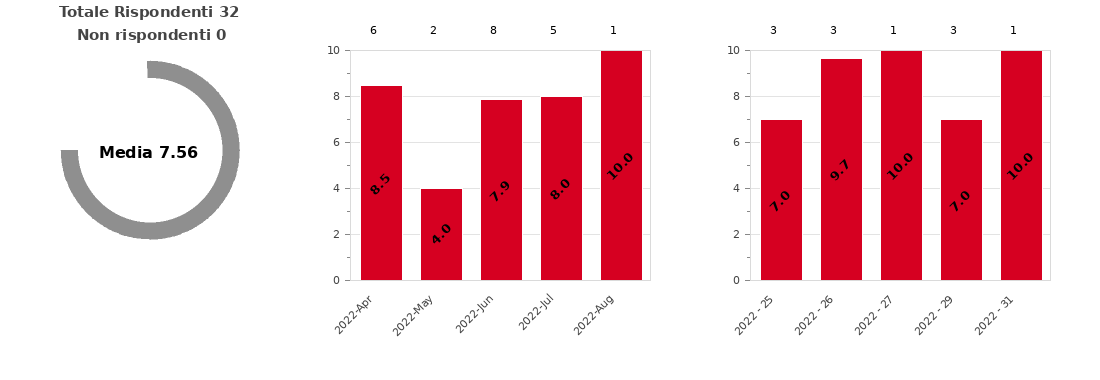 Totale Rispondenti 32
Non rispondenti 0
Media 7.56
6 2 8 5 1
10
8
6
4
2
0
8.5 4.0 7.9 8.0 10.0
2022-Apr 2022-May 2022-Jun 2022-Jul 2022-Aug
3 3 1 3 1
10
8
6
4
2
0
7.0 9.7 10.0 7.0 10.0
2022 - 25 2022 - 26 2022 - 27 2022 - 29 2022 - 31